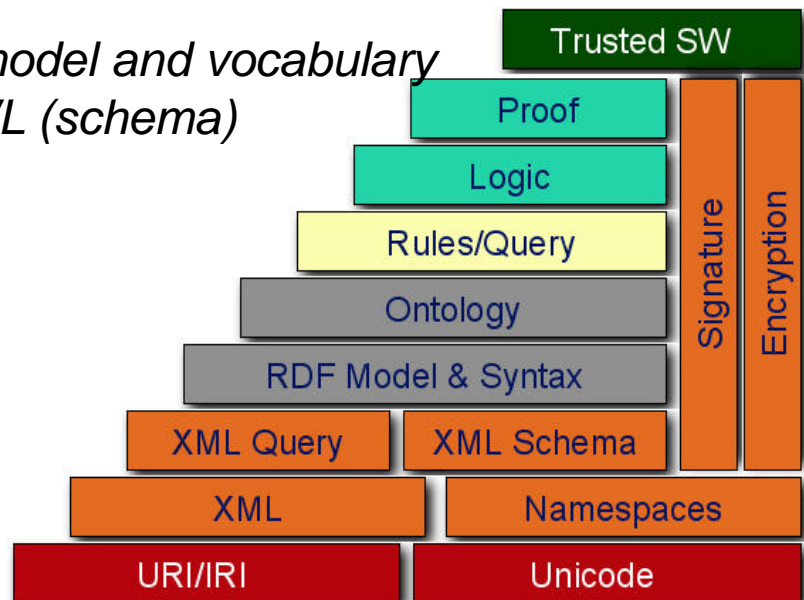 model and vocabulary
L (schema)
Trusted SW
Proof
Logic
Rules/Query
Ontology
RDF Model & Syntax
Signature
Encryption
XML Query
XML Schema
XML
Namespaces
URI/IRI
Unicode